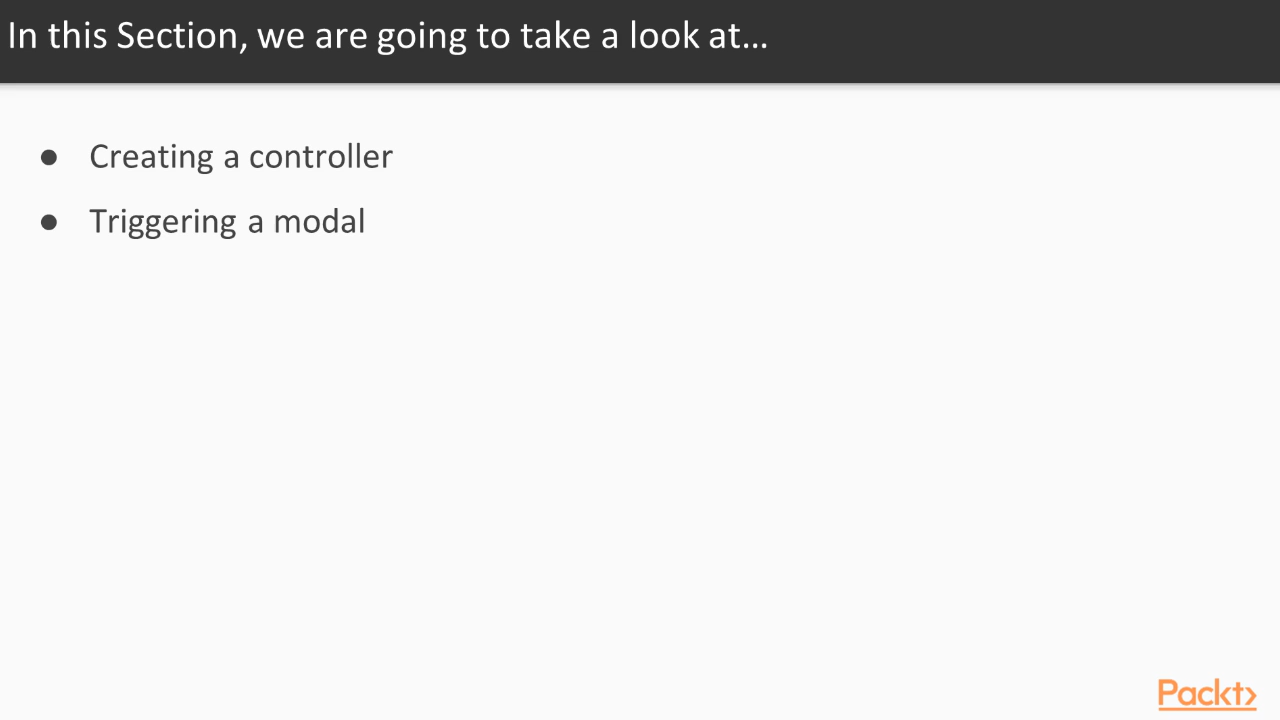 In this Section, we are going to take a look at…
● Creating a controller
● Triggering a modal
Packt>